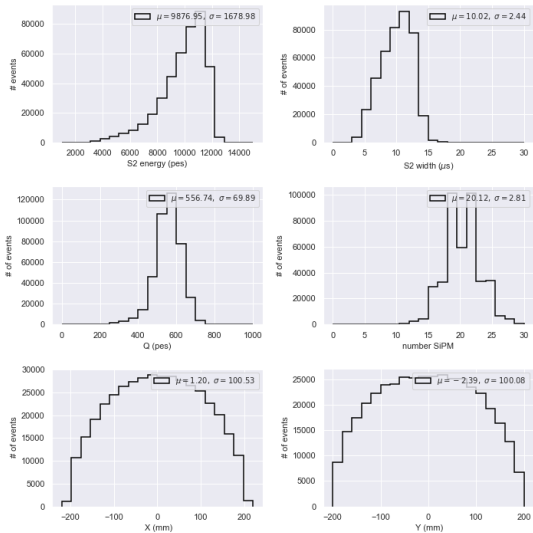 μ = 9876.95, σ = 1678.98
# events
80000
60000
40000
20000
0
2000 4000 6000 8000 10000 12000 14000
S2 energy (pes)
μ = 10.02, σ = 2.44
# of events
80000
60000
40000
20000
0
0 5 10 15 20 25 30
S2 width (μs)
μ = 556.74, σ = 69.89
# of events
120000
100000
80000
60000
40000
20000
0
0 200 400 600 800 1000
Q (pes)
μ = 20.12, σ = 2.81
# of events
100000
80000
60000
40000
20000
0
0 5 10 15 20 25 30
number SiPM
μ = 1.20, σ = 100.53
# of events
30000
25000
20000
15000
10000
5000
0
−200 −100 0 100 200
X (mm)
μ = −2.39, σ = 100.08
# of events
25000
20000
15000
10000
5000
0
−200 −100 0 100 200
Y (mm)